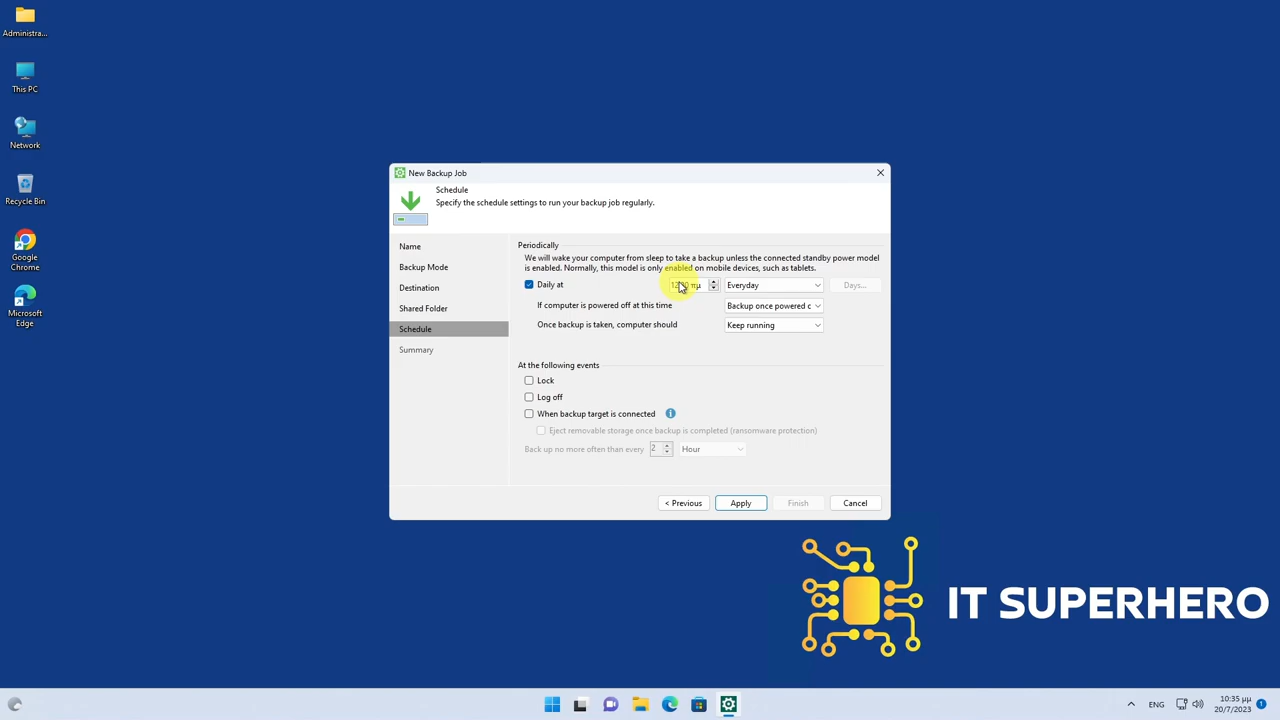 Administra...
This PC
Network
Recycle Bin
Google
Chrome
Microsoft
Edge
New Backup Job
Schedule
Specify the schedule settings to run your backup job regularly.
Name
Backup Mode
Destination
Shared Folder
Schedule
Summary
Periodically
We will wake your computer from sleep to take a backup unless the connected standby power model
is enabled. Normally, this model is only enabled on mobile devices, such as tablets.
Daily at πμ Everyday Days...
If computer is powered off at this time Backup once powered c
Once backup is taken, computer should Keep running
At the following events
Lock
Log off
When backup target is connected
Eject removable storage once backup is completed (ransomware protection)
Back up no more often than every 2 Hour
< Previous Apply Finish Cancel
IT SUPERHERO
ENG
10:35 μμ
20/7/2023
1